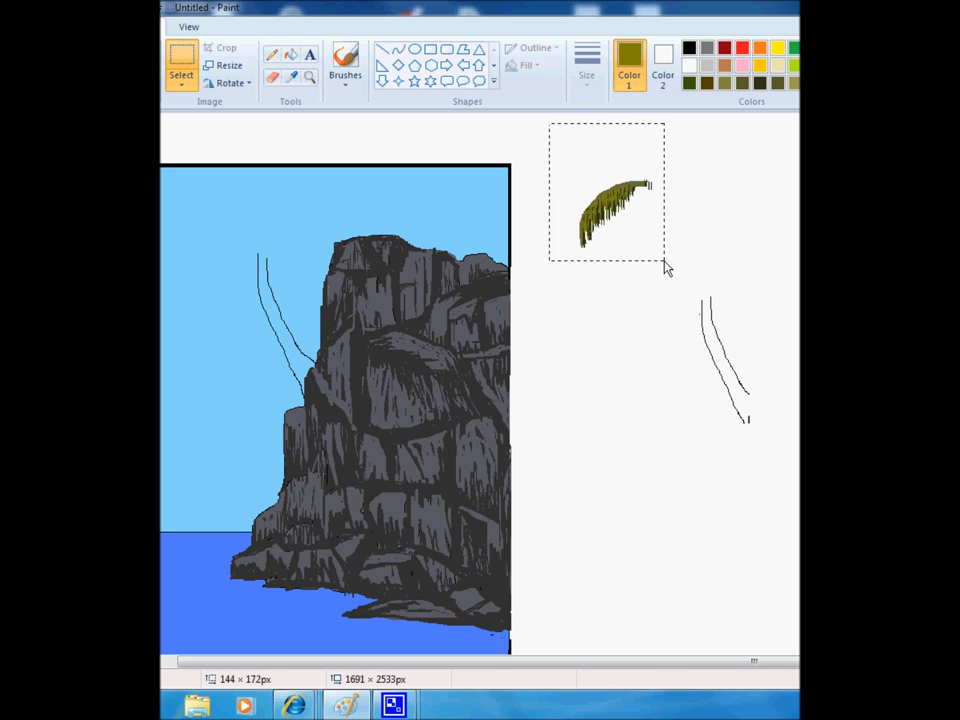 Untitled - Paint
View
Crop
Resize
Rotate
Select
Image
A
Tools
Brushes
Outline
Fill
Shapes
Size
Color
1
Color
2
Colors
144 × 172px
1691 × 2533px